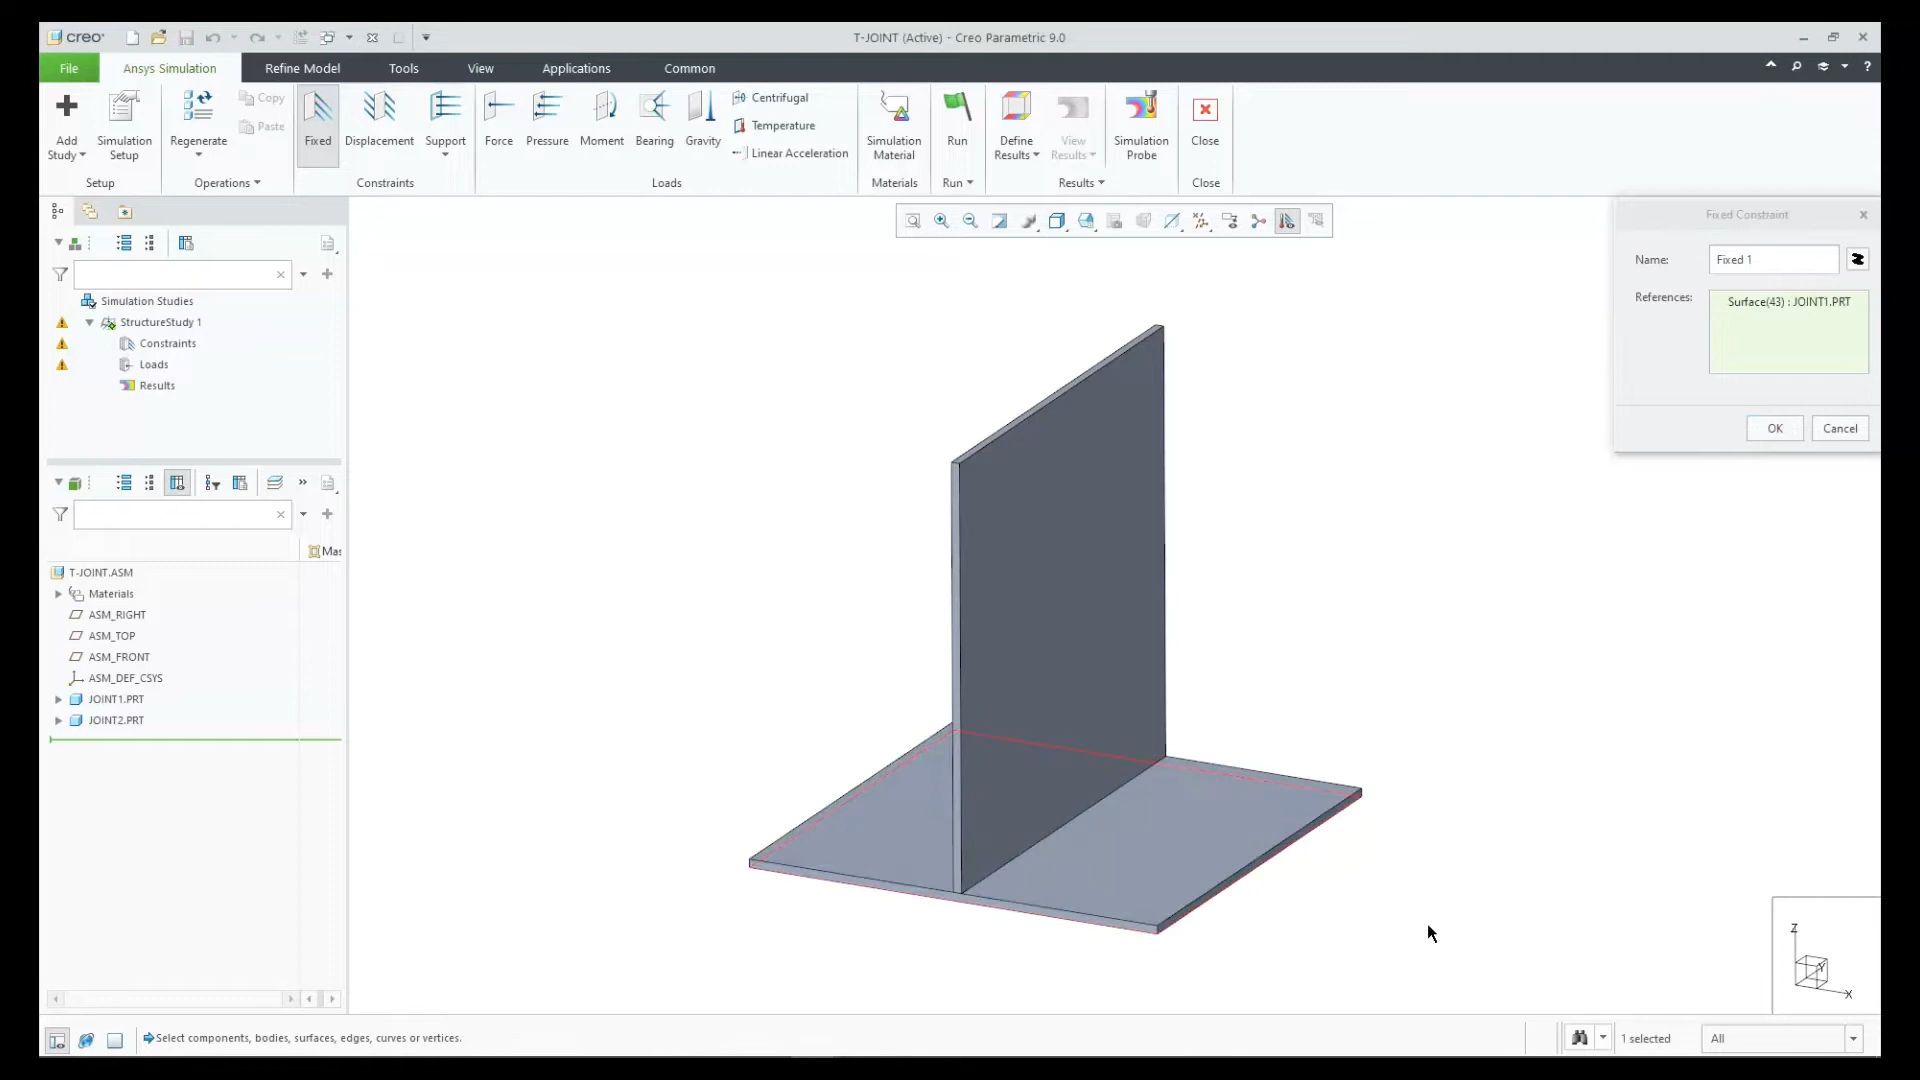 creo
T-JOINT (Active) - Creo Parametric 9.0
File
Ansys Simulation
Refine Model
Tools
View
Applications
Common
?
Add
Study
Simulation
Setup
Setup
Regenerate
Copy
Paste
Operations
Fixed
Displacement
Support
Constraints
Force
Pressure
Moment
Bearing
Gravity
Centrifugal
Temperature
Linear Acceleration
Loads
Simulation
Material
Materials
Run
Run
Define
Results
View
Results
Simulation
Probe
Results
Close
Close
Simulation Studies
StructureStudy 1
Constraints
Loads
Results
Mas
T-JOINT.ASM
Materials
ASM_RIGHT
ASM_TOP
ASM_FRONT
ASM_DEF_CSYS
JOINT1.PRT
JOINT2.PRT
Fixed Constraint
Name:
Fixed 1
References:
Surface(43) : JOINT1.PRT
OK
Cancel
Z
Y
X
Select components, bodies, surfaces, edges, curves or vertices.
1 selected
All